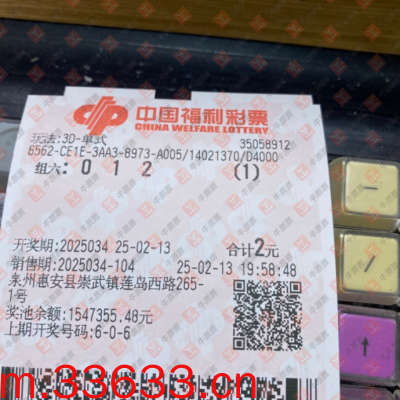 中国福利彩票
CHINA WELFARE LOTTERY
玩法:3D-单式 35058912
6562-CE1E-3AA3-8973-A005/14021370/D4000
组六: 0 1 2 (1)
开奖期:2025034 25-02-13 合计2元
销售期:2025034-104 25-02-13 19:58:48
泉州惠安县崇武镇莲岛西路265-
1号
奖池余额:1547355.48元
上期开奖号码:6-0-6
m.33633.cn